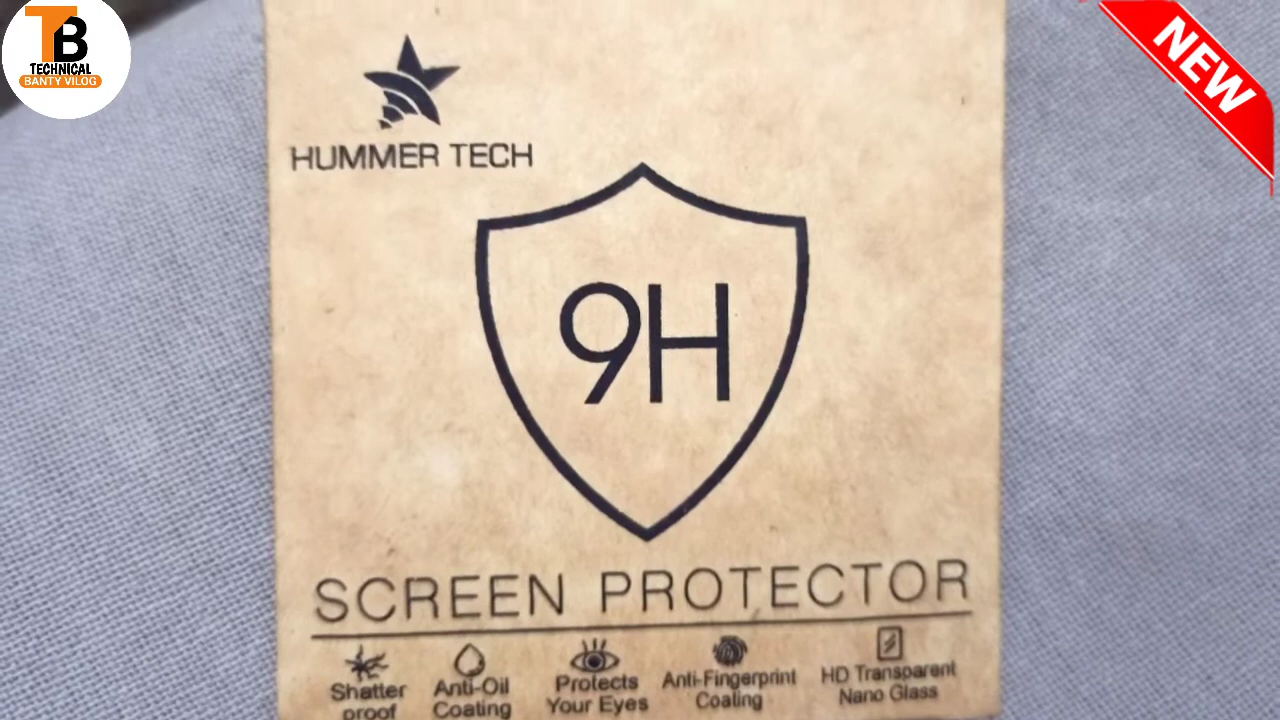 TB
TECHNICAL
BANTY VILOG
NEW
HUMMER TECH
9H
SCREEN PROTECTOR
Shatter
proof
Anti-Oil
Coating
Protects
Your Eyes
Anti-Fingerprint
Coating
HD Transparent
Nano Glass